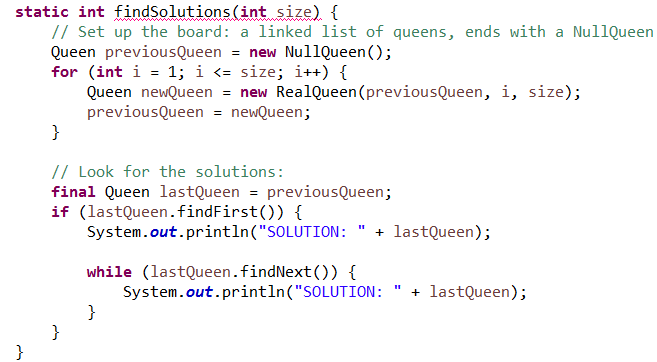 static int findSolutions(int size) {
    // Set up the board: a linked list of queens, ends with a NullQueen
    Queen previousQueen = new NullQueen();
    for (int i = 1; i <= size; i++) {
        Queen newQueen = new RealQueen(previousQueen, i, size);
        previousQueen = newQueen;
    }

    // Look for the solutions:
    final Queen lastQueen = previousQueen;
    if (lastQueen.findFirst()) {
        System.out.println("SOLUTION: " + lastQueen);

        while (lastQueen.findNext()) {
            System.out.println("SOLUTION: " + lastQueen);
        }
    }
}